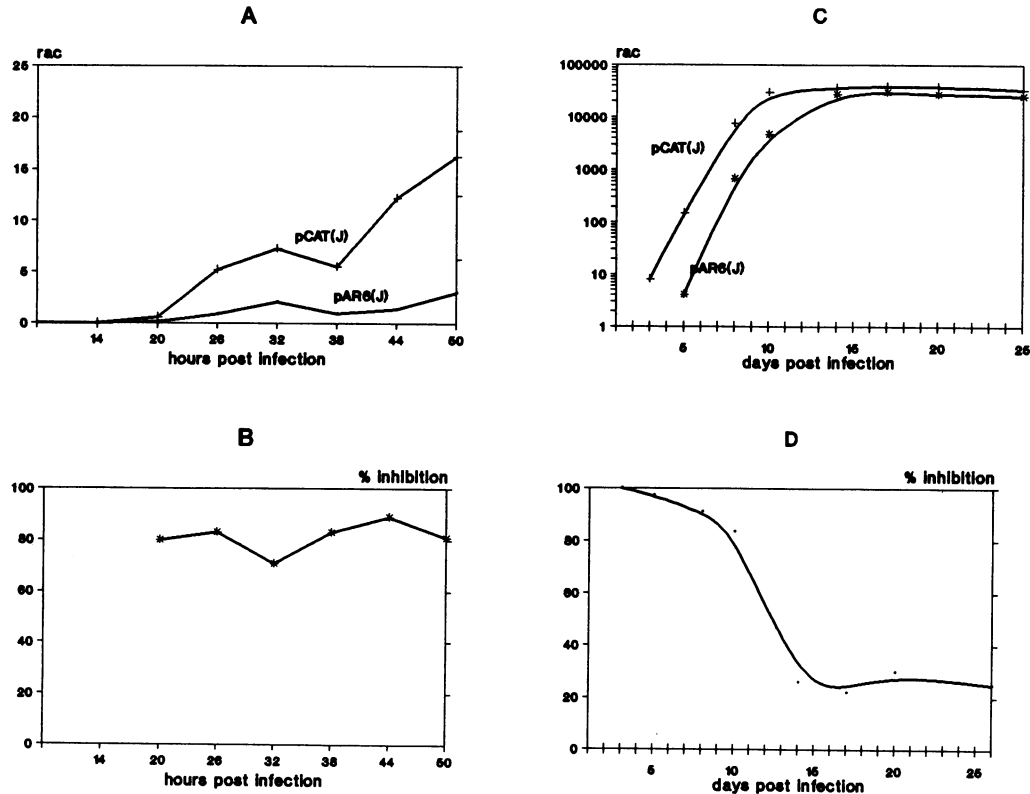 A
rac
25
20
15
10
5
0
pCAT(J)
pAR6(J)
14 20 26 32 38 44 50
hours post infection
C
rac
100000
10000
1000
100
10
1
pCAT(J)
pAR6(J)
5 10 15 20 25
days post infection
B
% inhibition
100
80
60
40
20
0
14 20 26 32 38 44 50
hours post infection
D
% inhibition
100
80
60
40
20
0
5 10 15 20 25
days post infection